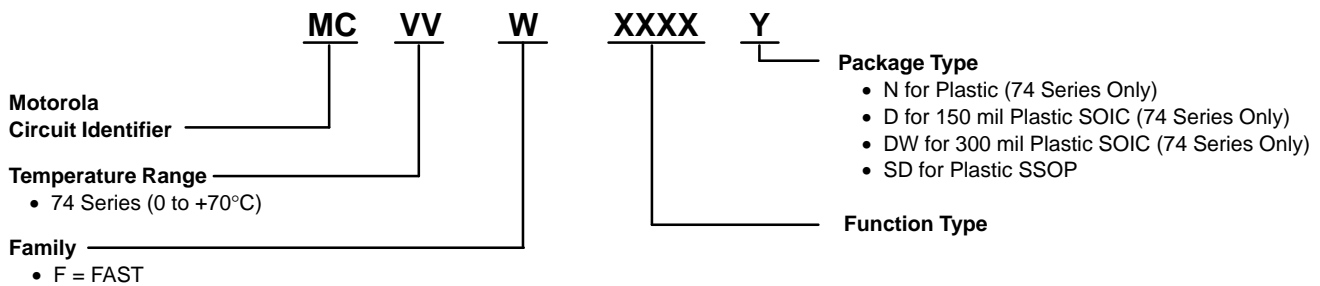 MC VV W XXXX Y
Motorola
Circuit Identifier
Temperature Range
• 74 Series (0 to +70°C)
Family
• F = FAST
Package Type
• N for Plastic (74 Series Only)
• D for 150 mil Plastic SOIC (74 Series Only)
• DW for 300 mil Plastic SOIC (74 Series Only)
• SD for Plastic SSOP
Function Type